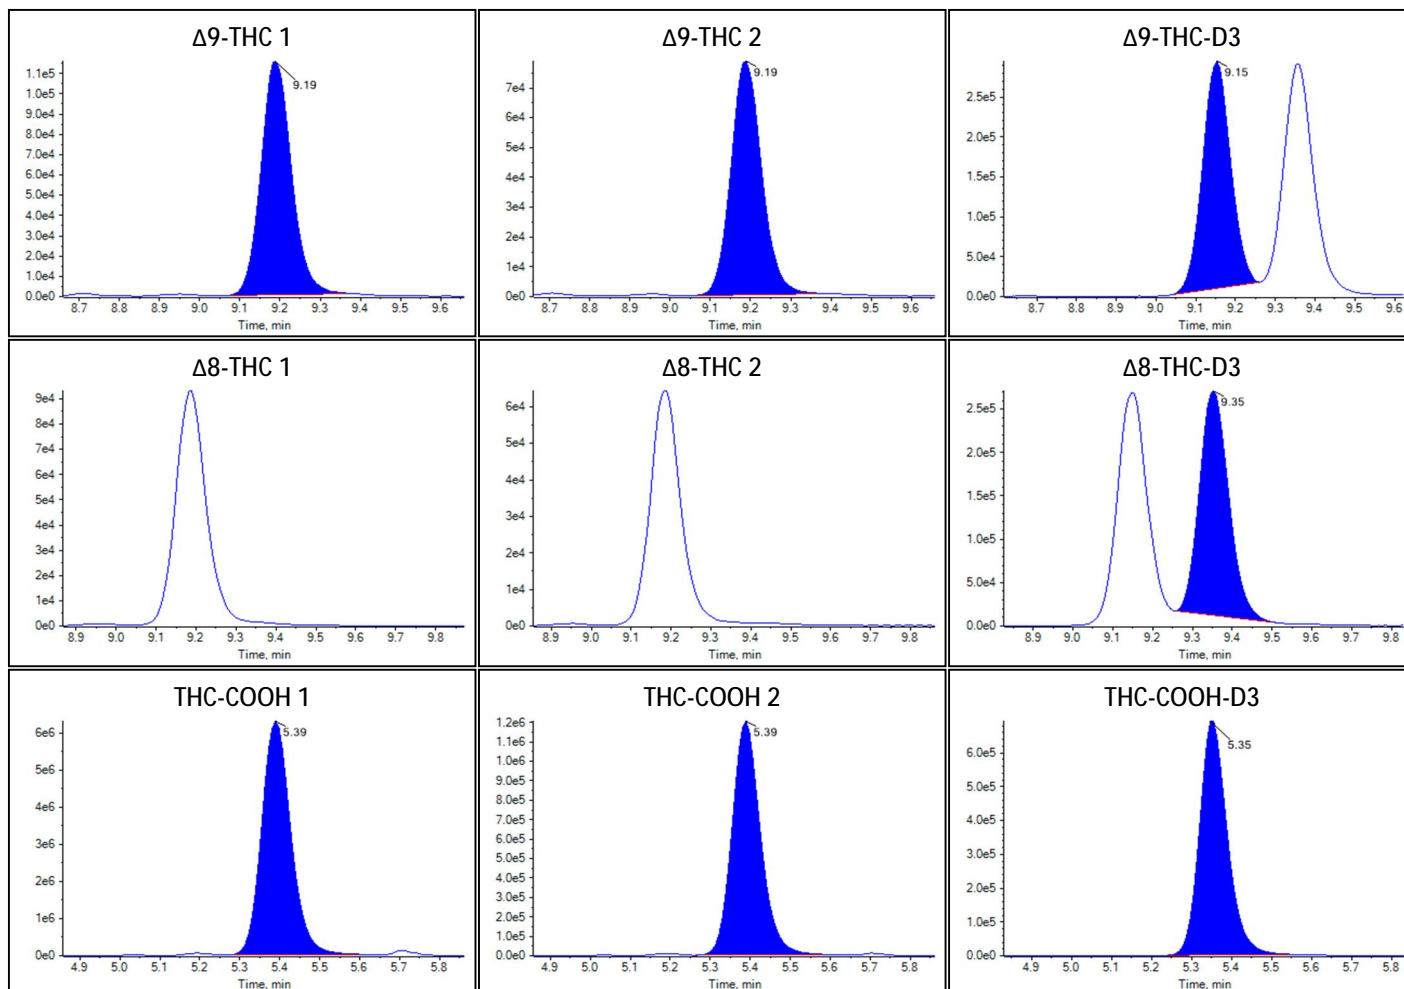 Δ9-THC 1
1.1e5
1.0e5
9.0e4
8.0e4
7.0e4
6.0e4
5.0e4
4.0e4
3.0e4
2.0e4
1.0e4
0.0e0
9.19
8.7 8.8 8.9 9.0 9.1 9.2 9.3 9.4 9.5 9.6
Time, min
Δ9-THC 2
7e4
6e4
5e4
4e4
3e4
2e4
1e4
0e0
9.19
8.7 8.8 8.9 9.0 9.1 9.2 9.3 9.4 9.5 9.6
Time, min
Δ9-THC-D3
2.5e5
2.0e5
1.5e5
1.0e5
5.0e4
0.0e0
9.15
8.7 8.8 8.9 9.0 9.1 9.2 9.3 9.4 9.5 9.6
Time, min
Δ8-THC 1
9e4
8e4
7e4
6e4
5e4
4e4
3e4
2e4
1e4
0e0
8.9 9.0 9.1 9.2 9.3 9.4 9.5 9.6 9.7 9.8
Time, min
Δ8-THC 2
6e4
5e4
4e4
3e4
2e4
1e4
0e0
8.9 9.0 9.1 9.2 9.3 9.4 9.5 9.6 9.7 9.8
Time, min
Δ8-THC-D3
2.5e5
2.0e5
1.5e5
1.0e5
5.0e4
0.0e0
9.35
8.9 9.0 9.1 9.2 9.3 9.4 9.5 9.6 9.7 9.8
Time, min
THC-COOH 1
6e6
5e6
4e6
3e6
2e6
1e6
0e0
5.39
4.9 5.0 5.1 5.2 5.3 5.4 5.5 5.6 5.7 5.8
Time, min
THC-COOH 2
1.2e6
1.1e6
1.0e6
9.0e5
8.0e5
7.0e5
6.0e5
5.0e5
4.0e5
3.0e5
2.0e5
1.0e5
0.0e0
5.39
4.9 5.0 5.1 5.2 5.3 5.4 5.5 5.6 5.7 5.8
Time, min
THC-COOH-D3
6.0e5
5.0e5
4.0e5
3.0e5
2.0e5
1.0e5
0.0e0
5.35
4.9 5.0 5.1 5.2 5.3 5.4 5.5 5.6 5.7 5.8
Time, min